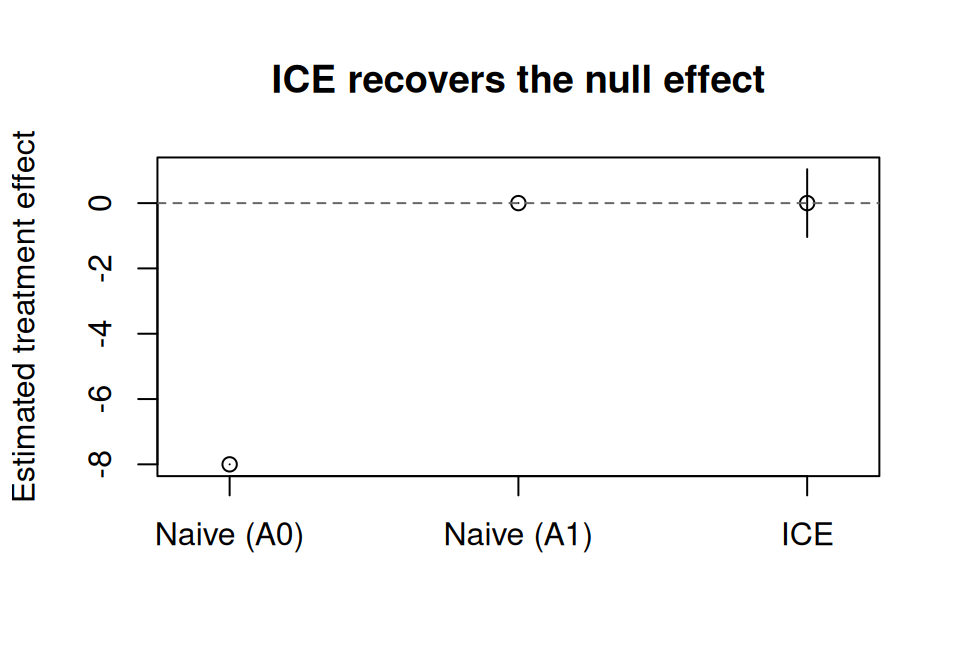 ICE recovers the null effect
Estimated treatment effect
0
-2
-4
-6
-8
Naive (A0)
Naive (A1)
ICE